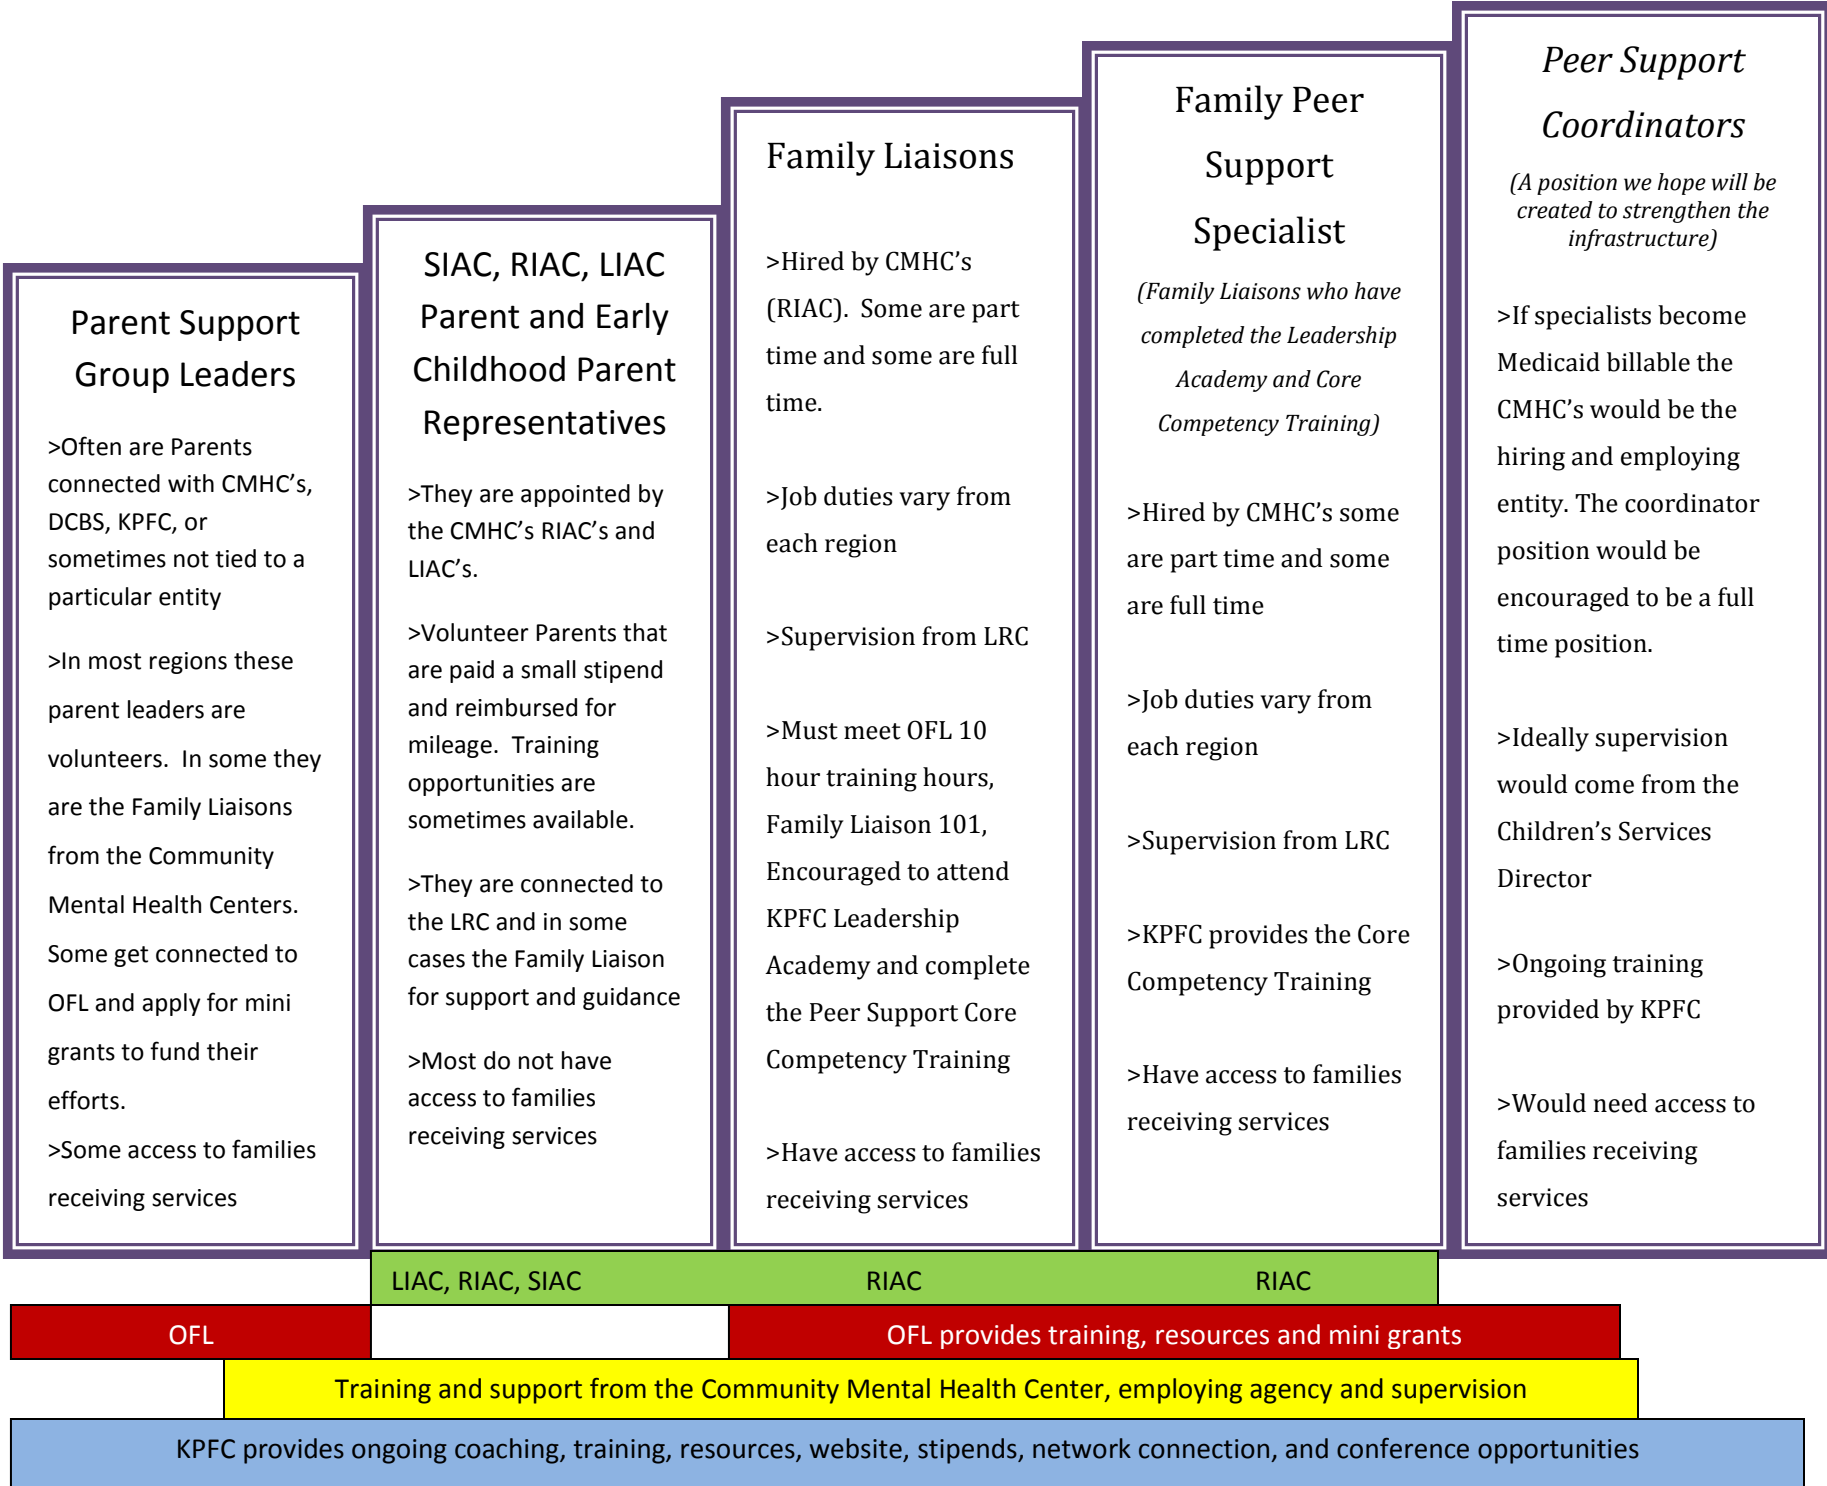 Parent Support
Group Leaders
>Often are Parents
connected with CMHC’s,
DCBS, KPFC, or
sometimes not tied to a
particular entity
>In most regions these
parent leaders are
volunteers.  In some they
are the Family Liaisons
from the Community
Mental Health Centers.
Some get connected to
OFL and apply for mini
grants to fund their
efforts.
>Some access to families
receiving services
SIAC, RIAC, LIAC
Parent and Early
Childhood Parent
Representatives
>They are appointed by
the CMHC’s RIAC’s and
LIAC’s.
>Volunteer Parents that
are paid a small stipend
and reimbursed for
mileage.  Training
opportunities are
sometimes available.
>They are connected to
the LRC and in some
cases the Family Liaison
for support and guidance
>Most do not have
access to families
receiving services
Family Liaisons
>Hired by CMHC’s
(RIAC).  Some are part
time and some are full
time.
>Job duties vary from
each region
>Supervision from LRC
>Must meet OFL 10
hour training hours,
Family Liaison 101,
Encouraged to attend
KPFC Leadership
Academy and complete
the Peer Support Core
Competency Training
>Have access to families
receiving services
Family Peer
Support
Specialist
(Family Liaisons who have
completed the Leadership
Academy and Core
Competency Training)
>Hired by CMHC’s some
are part time and some
are full time
>Job duties vary from
each region
>Supervision from LRC
>KPFC provides the Core
Competency Training
>Have access to families
receiving services
Peer Support
Coordinators
(A position we hope will be
created to strengthen the
infrastructure)
>If specialists become
Medicaid billable the
CMHC’s would be the
hiring and employing
entity. The coordinator
position would be
encouraged to be a full
time position.
>Ideally supervision
would come from the
Children’s Services
Director
>Ongoing training
provided by KPFC
>Would need access to
families receiving
services
LIAC, RIAC, SIAC RIAC RIAC
OFL OFL provides training, resources and mini grants
Training and support from the Community Mental Health Center, employing agency and supervision
KPFC provides ongoing coaching, training, resources, website, stipends, network connection, and conference opportunities